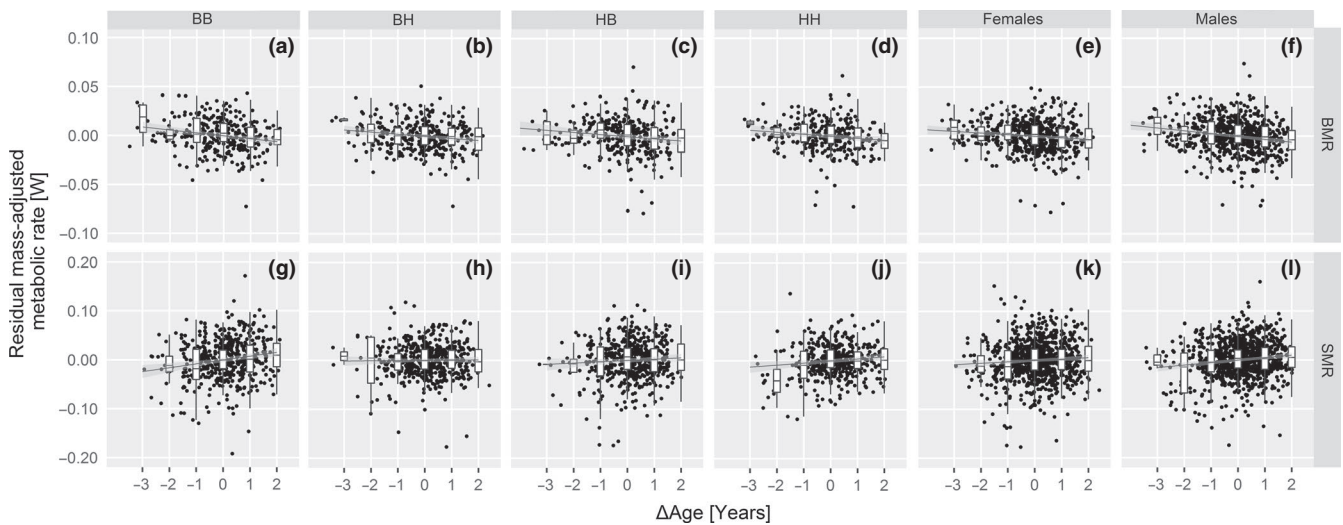 BB BH HB HH Females Males
(a) (b) (c) (d) (e) (f)
BMR
0.10
0.05
0.00
−0.05
−0.10
Residual mass-adjusted
metabolic rate [W]
(g) (h) (i) (j) (k) (l)
SMR
0.20
0.10
0.00
−0.10
−0.20
−3 −2 −1 0 1 2 −3 −2 −1 0 1 2 −3 −2 −1 0 1 2 −3 −2 −1 0 1 2 −3 −2 −1 0 1 2 −3 −2 −1 0 1 2
ΔAge [Years]